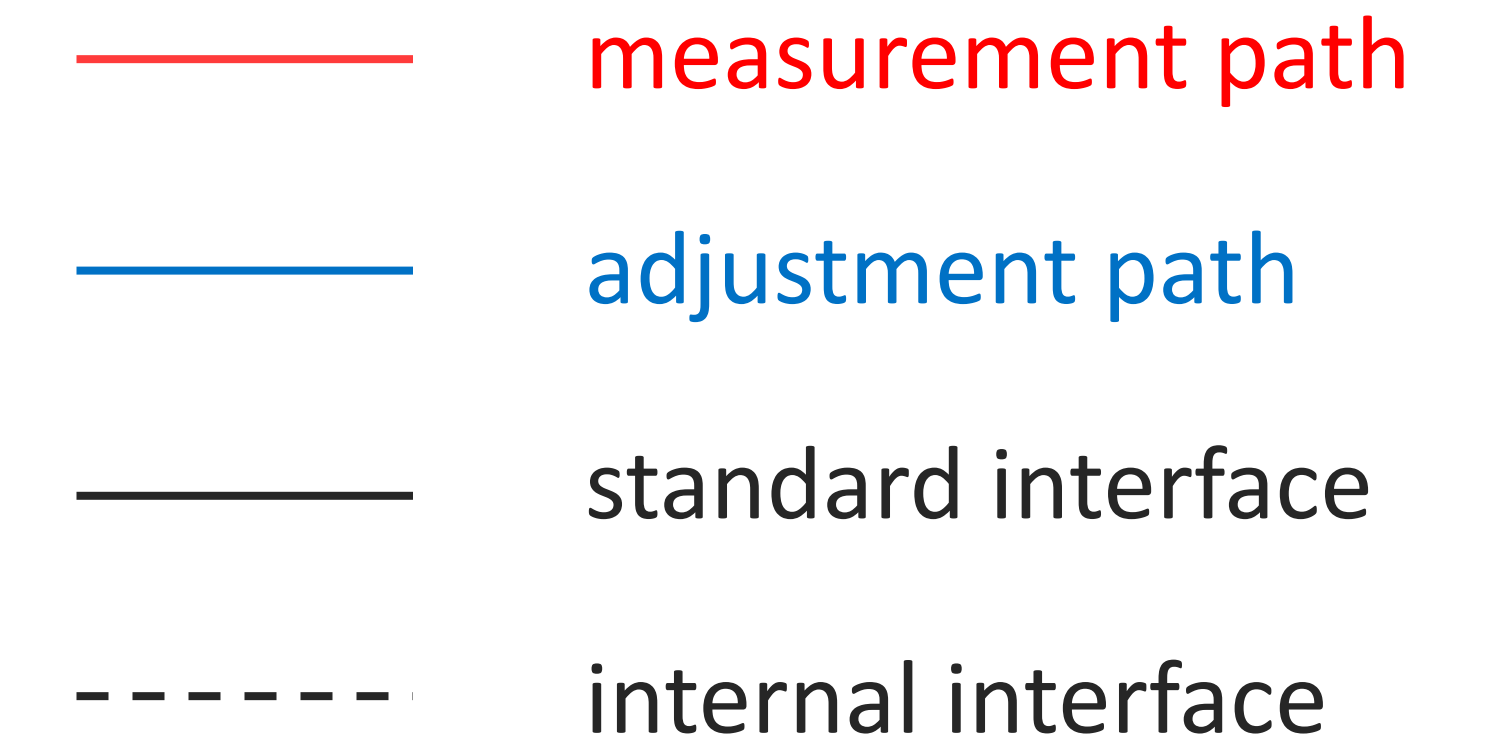 measurement path
adjustment path
standard interface
internal interface